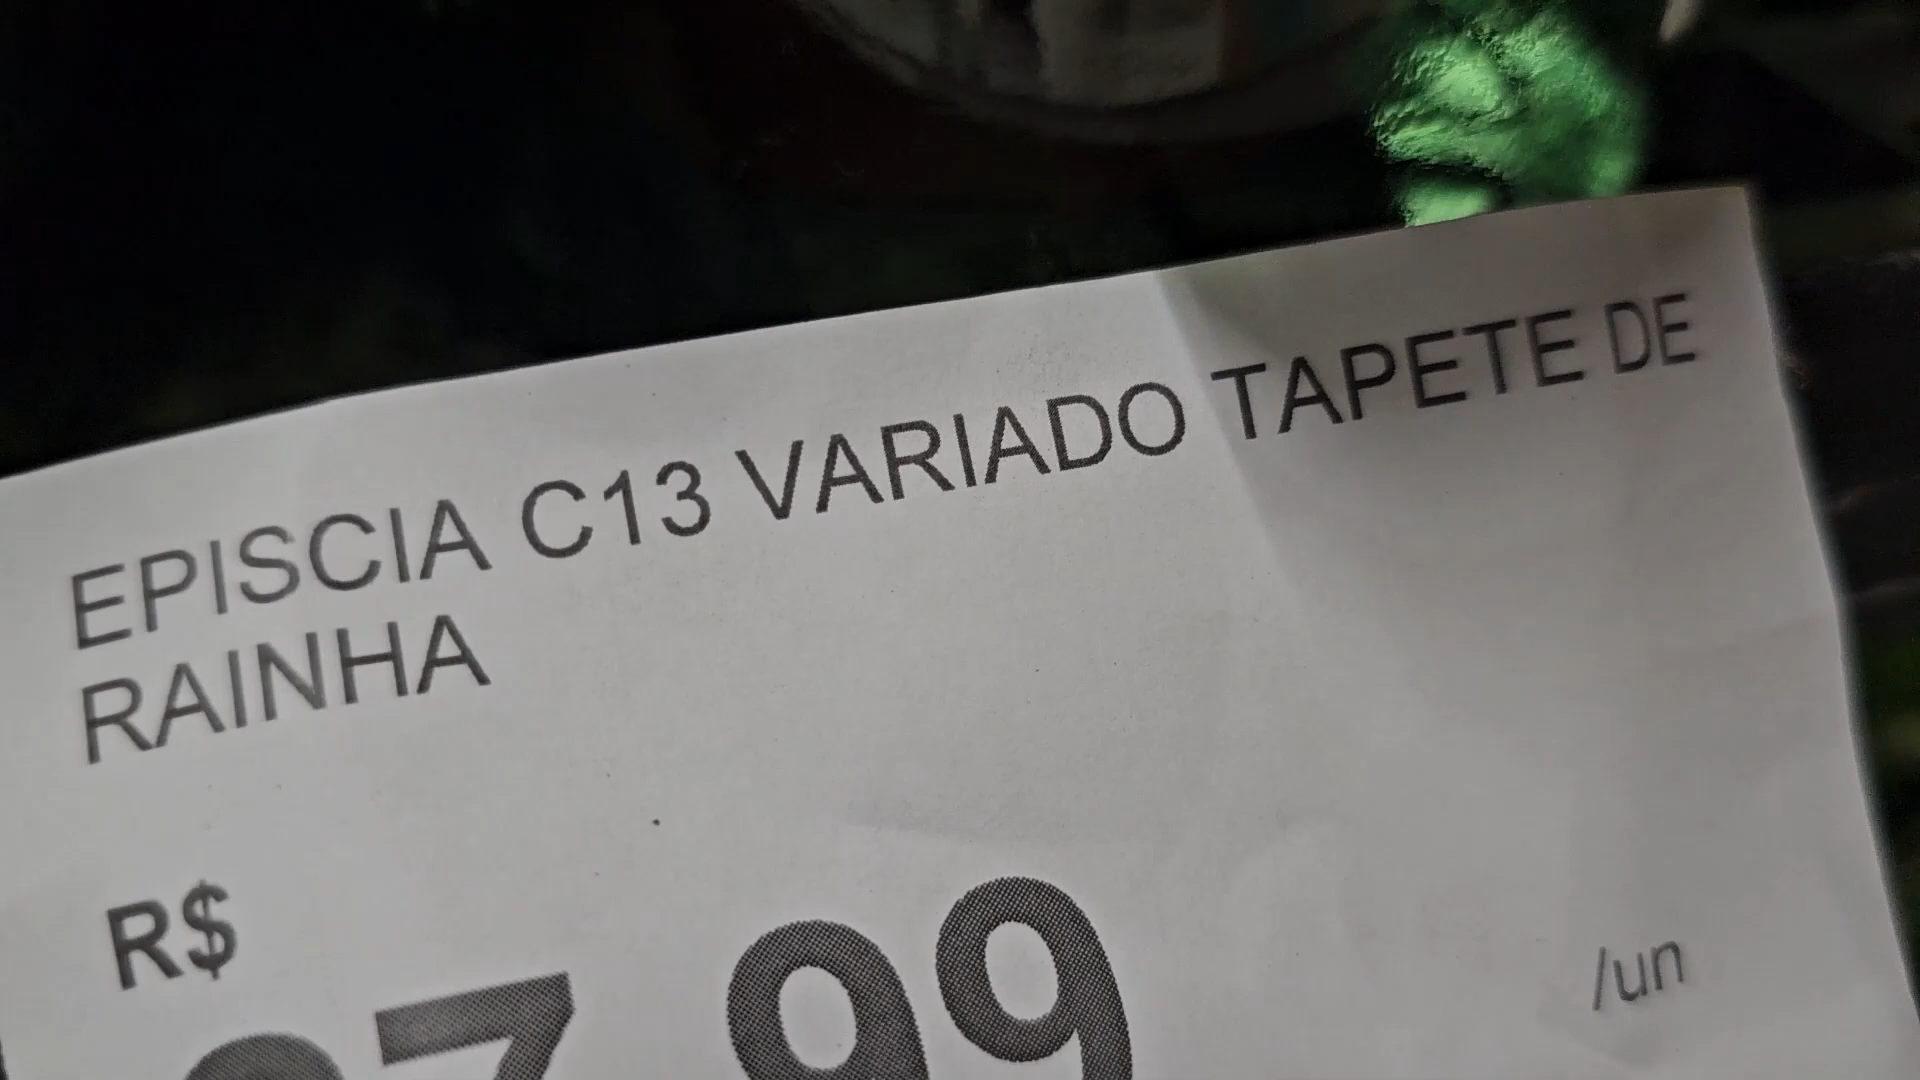 EPISCIA C13 VARIADO TAPETE DE
RAINHA
R$
/un